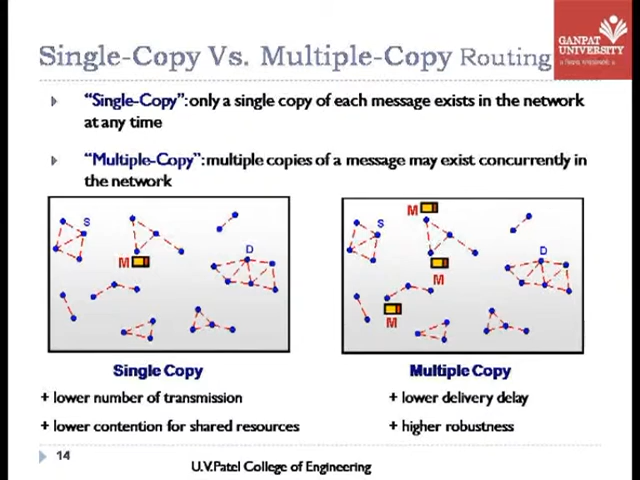 Single-Copy Vs. Multiple-Copy Routing
GANPAT
UNIVERSITY
"Single-Copy": only a single copy of each message exists in the network
at any time
"Multiple-Copy": multiple copies of a message may exist concurrently in
the network
S
D
M
M
S
D
M
M
Single Copy
Multiple Copy
+ lower number of transmission
+ lower delivery delay
+ lower contention for shared resources
+ higher robustness
14
U.V.Patel College of Engineering